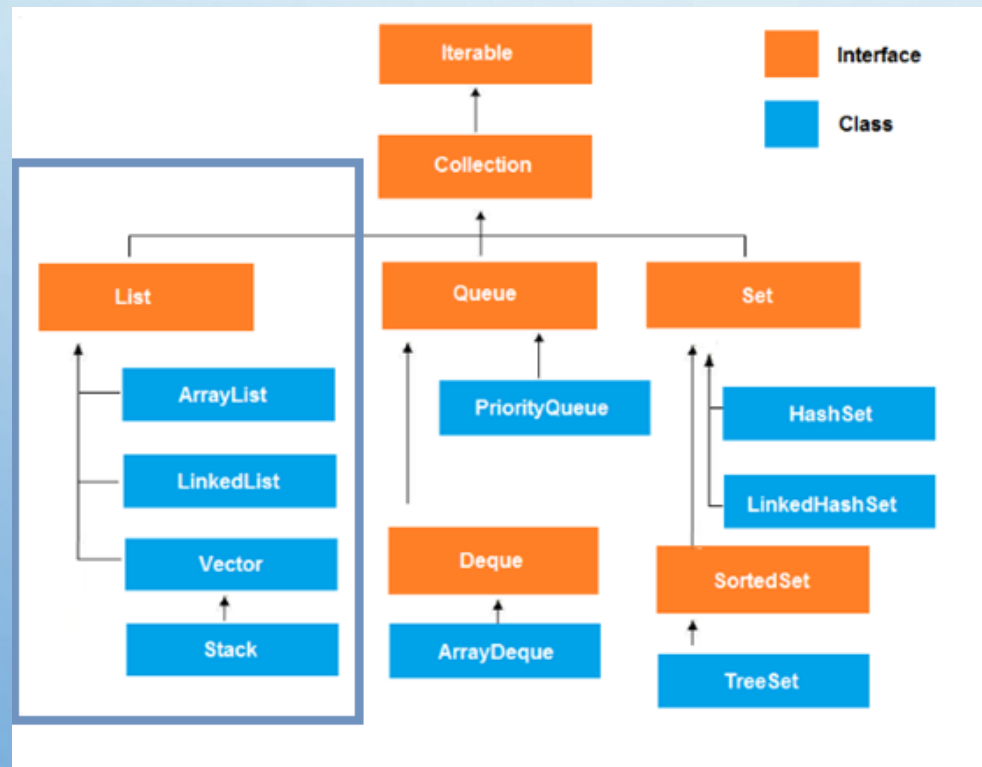 Iterable
Interface
Class
Collection
List
Queue
Set
ArrayList
PriorityQueue
HashSet
LinkedList
LinkedHashSet
Vector
Deque
SortedSet
Stack
ArrayDeque
TreeSet